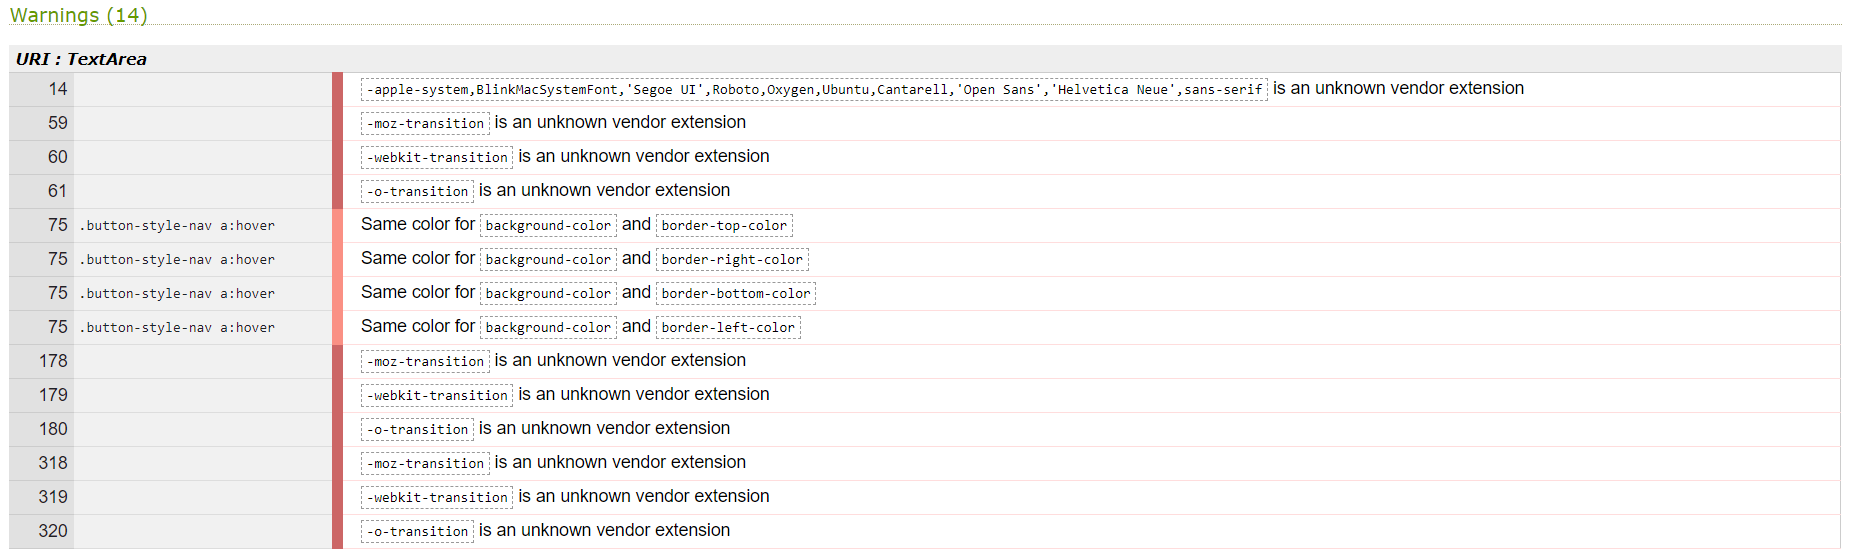 Warnings (14)
URI : TextArea
14 -apple-system,BlinkMacSystemFont,'Segoe UI',Roboto,Oxygen,Ubuntu,Cantarell,'Open Sans','Helvetica Neue',sans-serif is an unknown vendor extension
59 -moz-transition is an unknown vendor extension
60 -webkit-transition is an unknown vendor extension
61 -o-transition is an unknown vendor extension
75 .button-style-nav a:hover Same color for background-color and border-top-color
75 .button-style-nav a:hover Same color for background-color and border-right-color
75 .button-style-nav a:hover Same color for background-color and border-bottom-color
75 .button-style-nav a:hover Same color for background-color and border-left-color
178 -moz-transition is an unknown vendor extension
179 -webkit-transition is an unknown vendor extension
180 -o-transition is an unknown vendor extension
318 -moz-transition is an unknown vendor extension
319 -webkit-transition is an unknown vendor extension
320 -o-transition is an unknown vendor extension